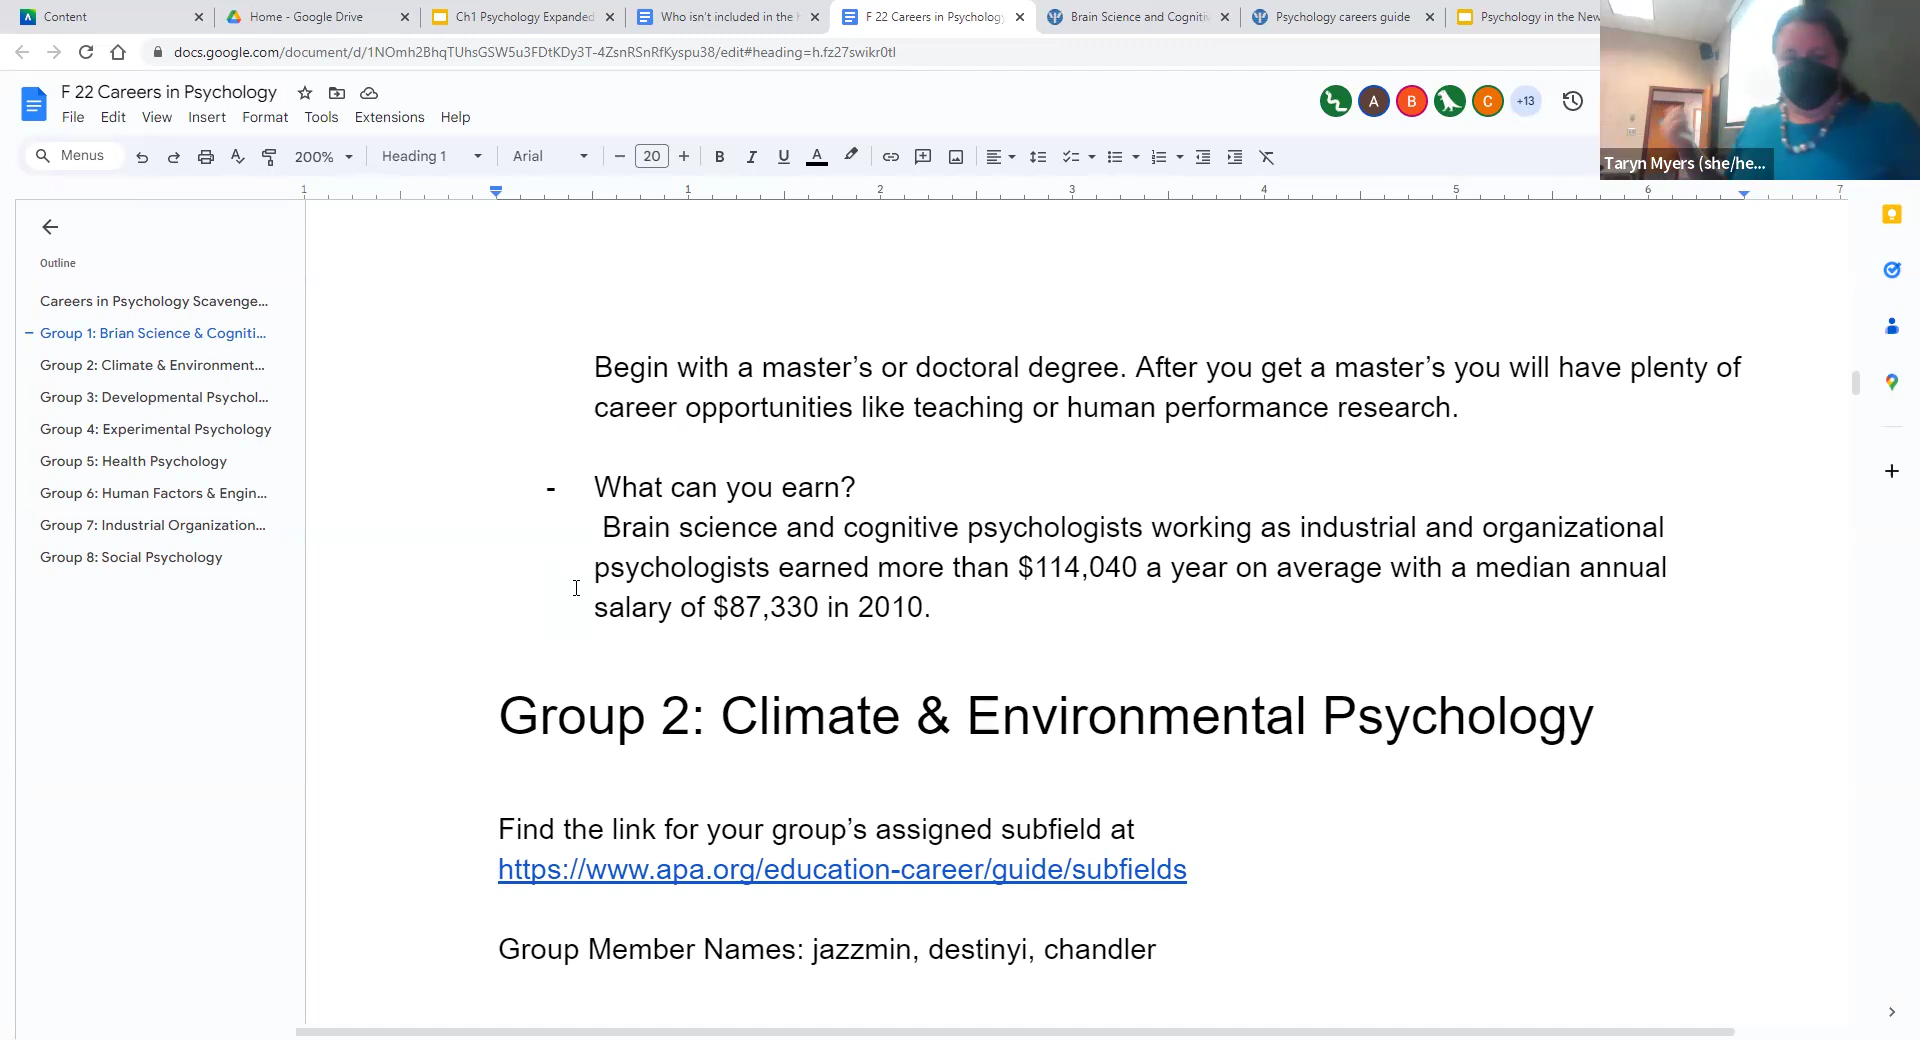 Content
Home - Google Drive
Ch1 Psychology Expanded
Who isn't included in the
F 22 Careers in Psychology
Brain Science and Cogniti
Psychology careers guide
Psychology in the New
docs.google.com/document/d/1NOmh2BhqTUhsGSW5u3FDtKDy3T-4ZsnRSnRfKyspu38/edit#heading=h.fz27swikr0tl
F 22 Careers in Psychology
A
B
C
+13
File Edit View Insert Format Tools Extensions Help
Menus
200%
Heading 1
Arial
20
B I U A
Taryn Myers (she/he...
1 1 2 3 4 5 6 7
Outline
Careers in Psychology Scavenge...
Group 1: Brian Science & Cogniti...
Group 2: Climate & Environment...
Group 3: Developmental Psychol...
Group 4: Experimental Psychology
Group 5: Health Psychology
Group 6: Human Factors & Engin...
Group 7: Industrial Organization...
Group 8: Social Psychology
Begin with a master’s or doctoral degree. After you get a master’s you will have plenty of
career opportunities like teaching or human performance research.
- What can you earn?
Brain science and cognitive psychologists working as industrial and organizational
psychologists earned more than $114,040 a year on average with a median annual
salary of $87,330 in 2010.
Group 2: Climate & Environmental Psychology
Find the link for your group’s assigned subfield at
https://www.apa.org/education-career/guide/subfields
Group Member Names: jazzmin, destinyi, chandler